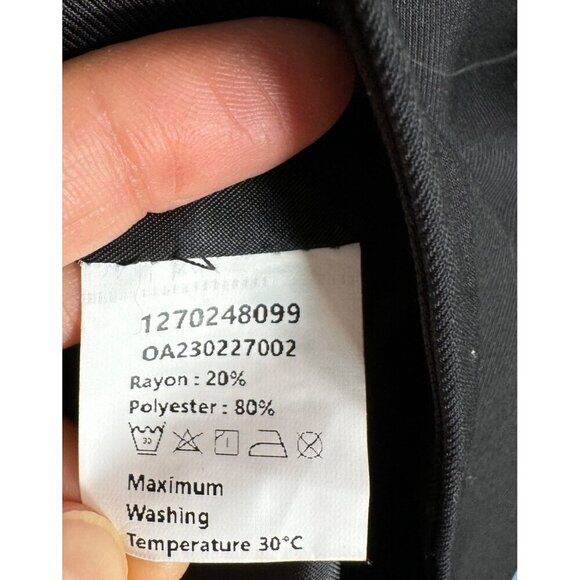 1270248099
OA230227002
Rayon : 20%
Polyester : 80%
Maximum
Washing
Temperature 30°C